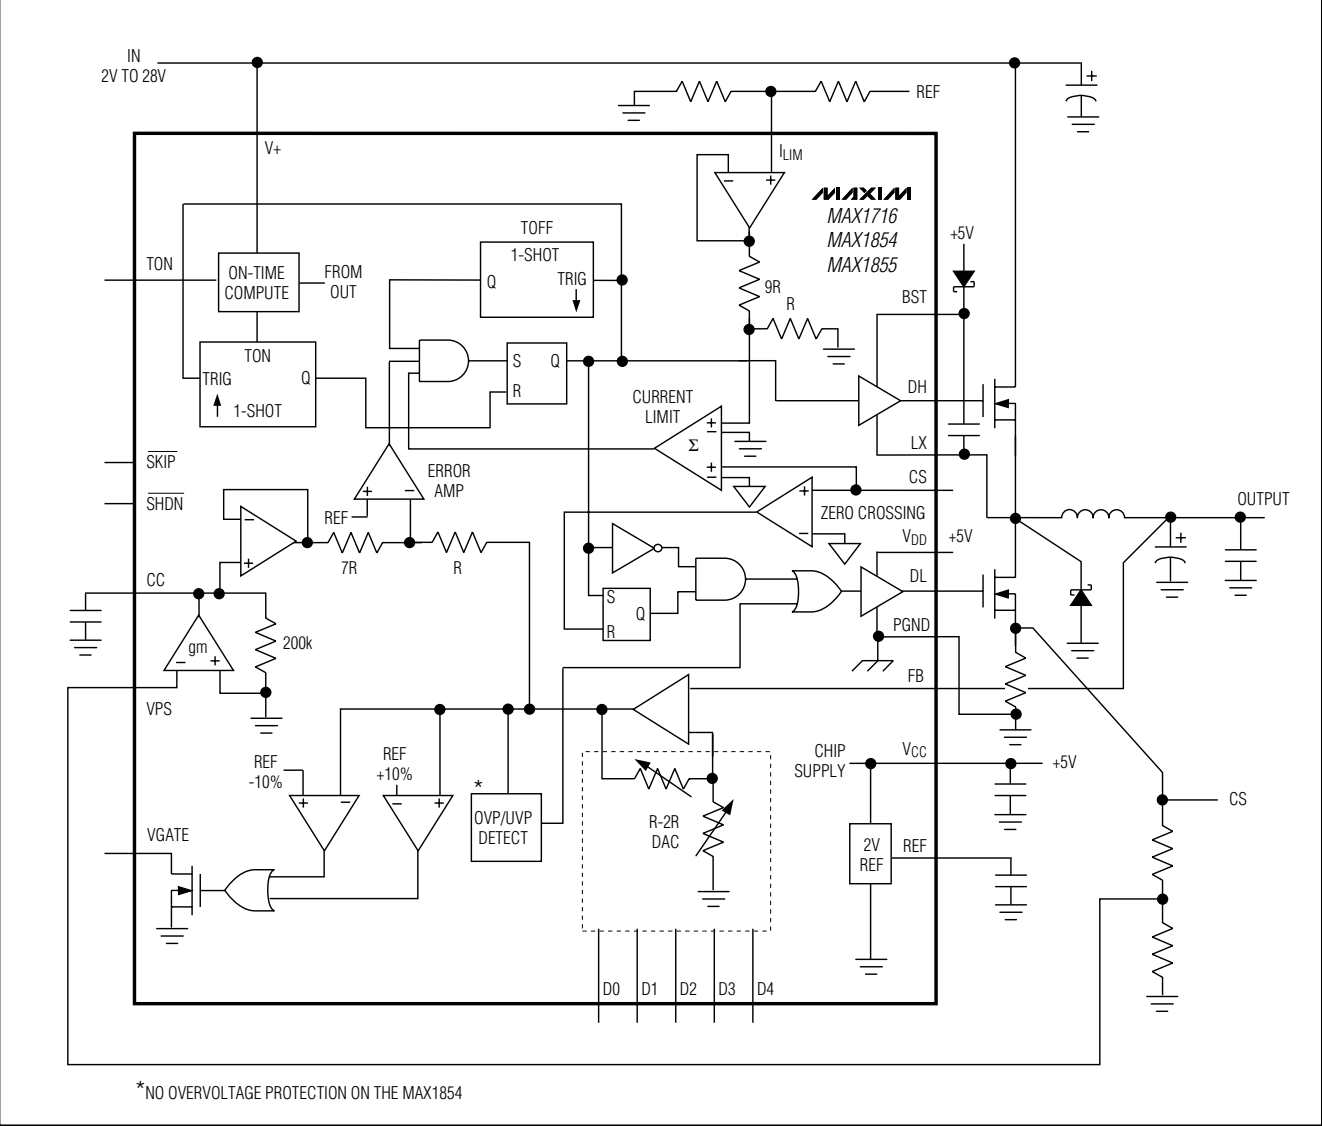 IN
2V TO 28V
REF
V+
ILIM
MAXIM
MAX1716
MAX1854
MAX1855
+5V
TOFF
1-SHOT
Q
TRIG
TON
ON-TIME
COMPUTE
FROM
OUT
9R
R
BST
TON
TRIG
Q
1-SHOT
S
Q
R
CURRENT
LIMIT
+
−
Σ
+
−
DH
LX
CS
SKIP
SHDN
ERROR
AMP
+
−
REF
7R
R
+
−
ZERO CROSSING
VDD
+5V
OUTPUT
+
−
+
CC
gm
−
+
200k
S
Q
R
DL
PGND
FB
VPS
REF
-10%
REF
+10%
+
−
−
+
*
OVP/UVP
DETECT
R-2R
DAC
CHIP
SUPPLY
VCC
+5V
CS
2V
REF
REF
VGATE
D0
D1
D2
D3
D4
*NO OVERVOLTAGE PROTECTION ON THE MAX1854